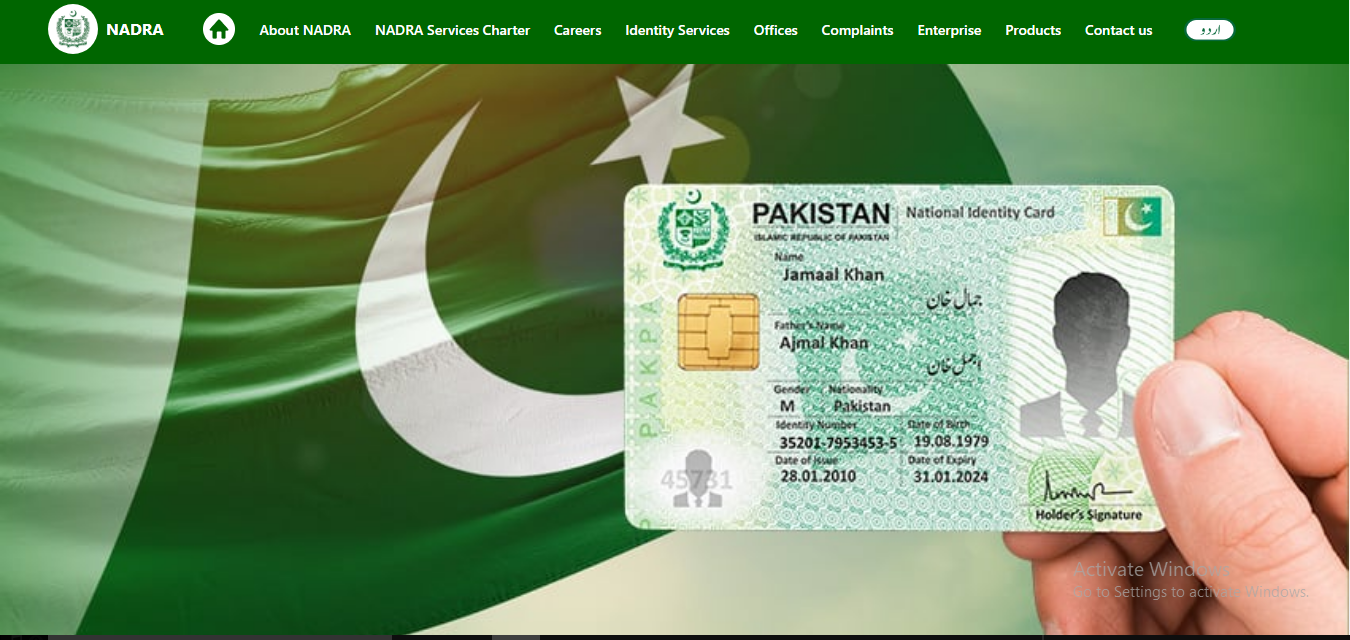 NADRA About NADRA NADRA Services Charter Careers Identity Services Offices Complaints Enterprise Products Contact us اردو
PAKISTAN National Identity Card
ISLAMIC REPUBLIC OF PAKISTAN
Name
Jamaal Khan
جمال خان
Father's Name
Ajmal Khan
اجمل خان
Gender Nationality
M Pakistan
Identity Number Date of Birth
35201-7953453-5 19.08.1979
Date of Issue Date of Expiry
28.01.2010 31.01.2024
45731
Holder's Signature
PAKPA
Activate Windows
Go to Settings to activate Windows.